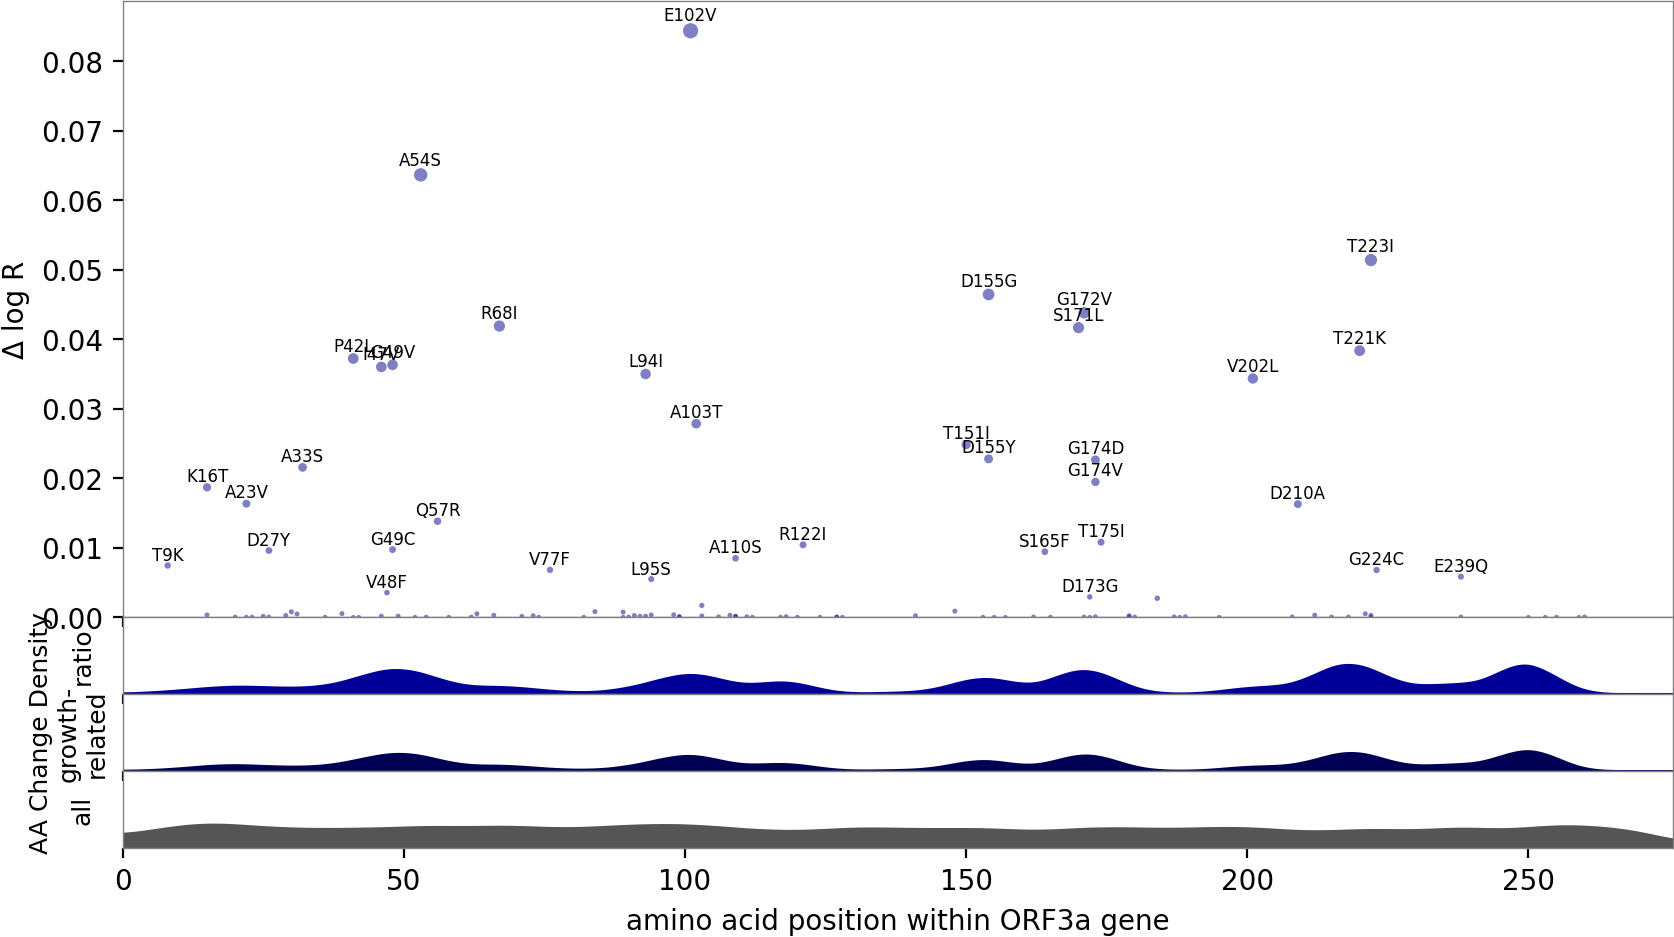 E102V
0.08
0.07
A54S
0.06
T223I
0.05
D155G
G172V
R68I
S171L
0.04
P42L
I47V
G49V
T221K
L94I
V202L
0.03
A103T
T151I
D155Y
G174D
A33S
K16T
G174V
0.02
A23V
D210A
Q57R
R122I
T175I
D27Y
G49C
S165F
0.01
A110S
T9K
V77F
G224C
E239Q
L95S
V48F
D173G
0.00
Δ log R
AA Change Density
ratio
growth-
related
all
0
50
100
150
200
250
amino acid position within ORF3a gene